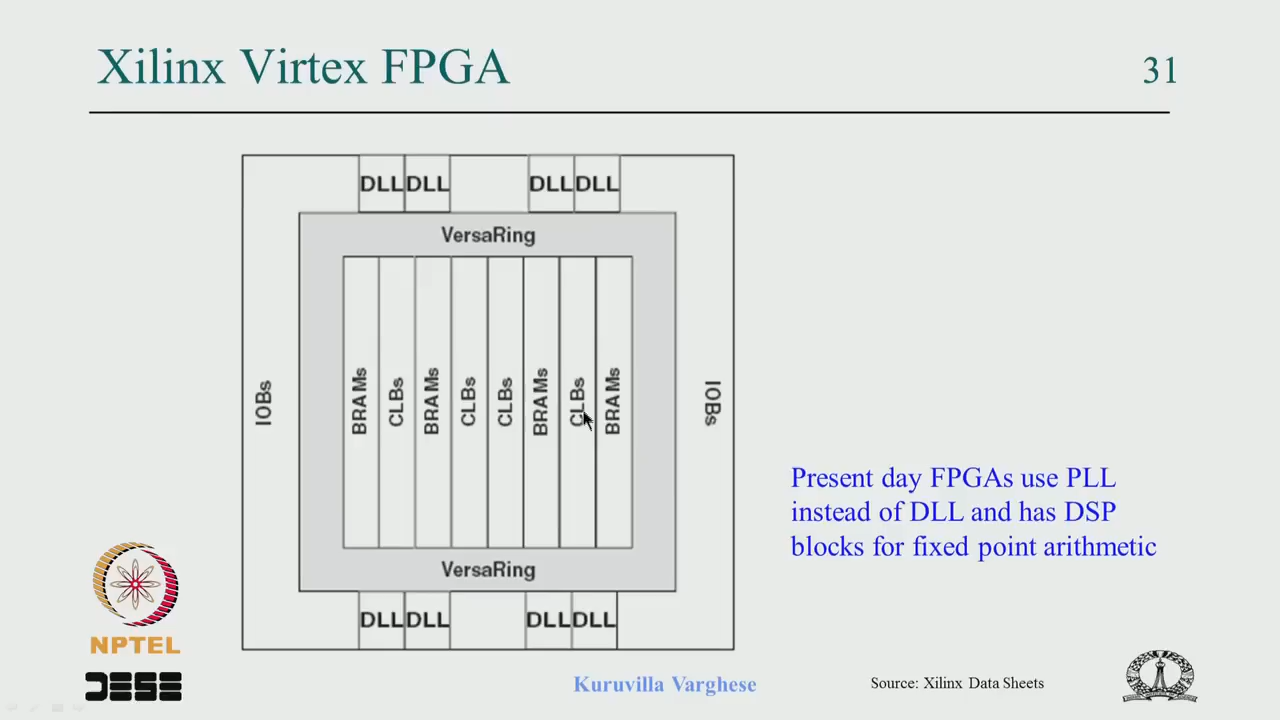 Xilinx Virtex FPGA
31
DLL DLL DLL DLL
VersaRing
IOBs
BRAMs
CLBs
BRAMs
CLBs
CLBs
BRAMs
CLBs
BRAMs
IOBs
Present day FPGAs use PLL
instead of DLL and has DSP
blocks for fixed point arithmetic
VersaRing
DLL DLL DLL DLL
NPTEL
DESE
Kuruvilla Varghese
Source: Xilinx Data Sheets